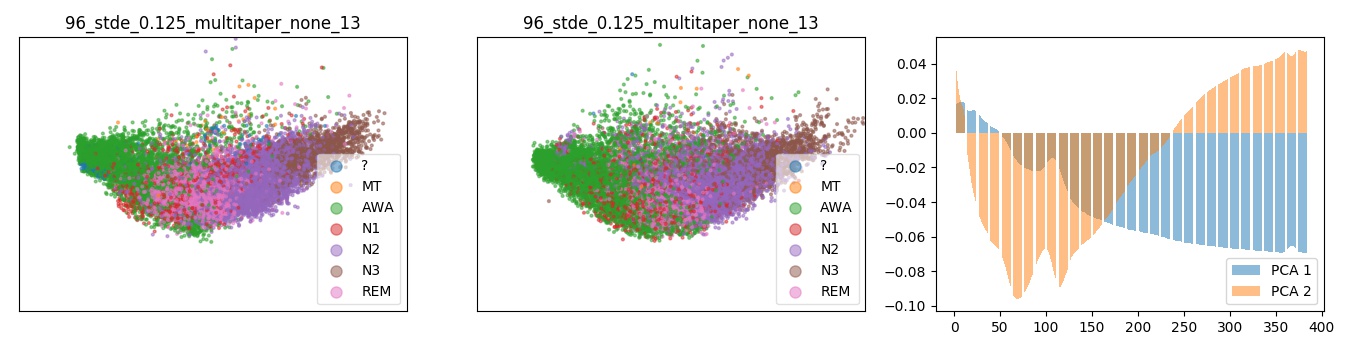 96_stde_0.125_multitaper_none_13
?
MT
AWA
N1
N2
N3
REM
96_stde_0.125_multitaper_none_13
?
MT
AWA
N1
N2
N3
REM
0.04
0.02
0.00
−0.02
−0.04
−0.06
−0.08
−0.10
0 50 100 150 200 250 300 350 400
PCA 1
PCA 2